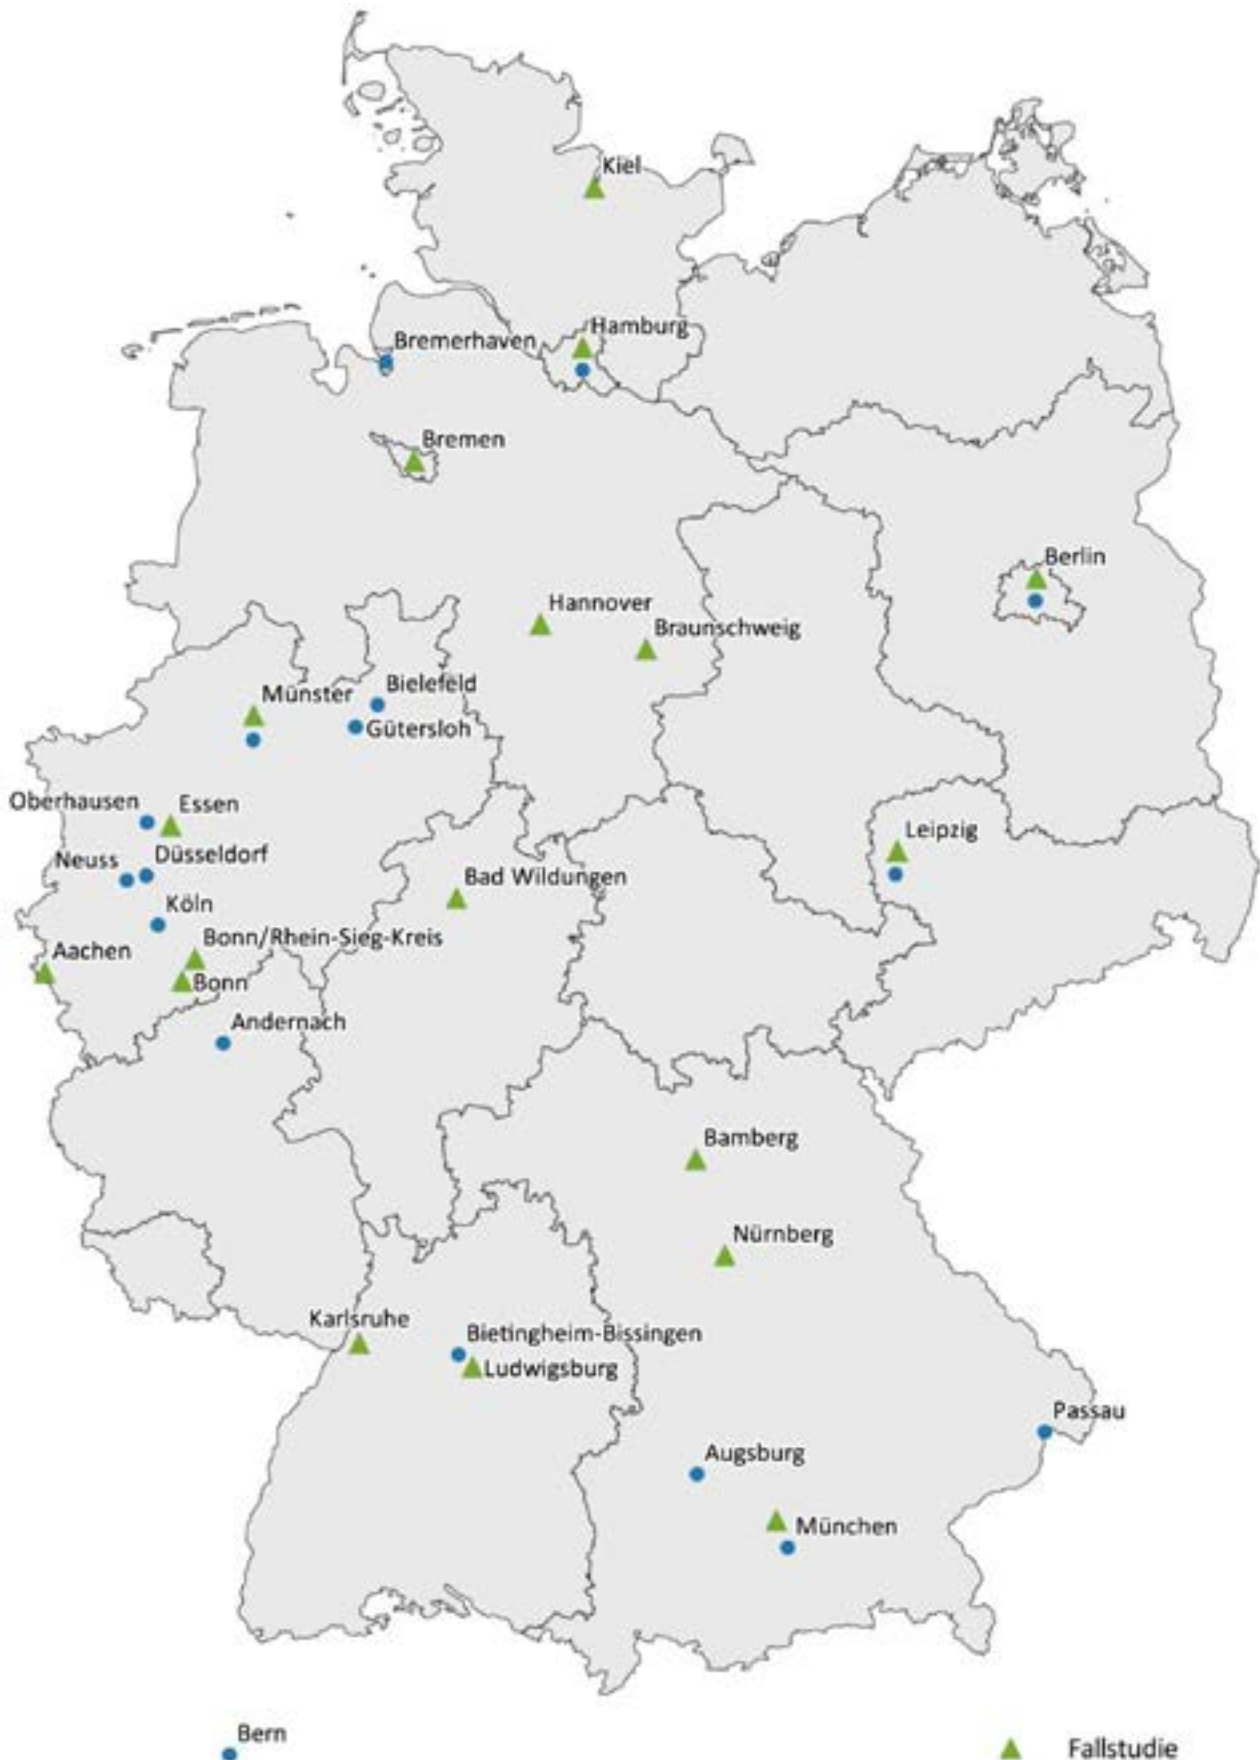 Kiel
Hamburg
Bremerhaven
Bremen
Berlin
Hannover
Braunschweig
Bielefeld
Münster
Gütersloh
Oberhausen
Essen
Leipzig
Neuss
Düsseldorf
Bad Wildungen
Köln
Bonn/Rhein-Sieg-Kreis
Aachen
Bonn
Andernach
Bamberg
Nürnberg
Karlsruhe
Bietingheim-Bissingen
Ludwigsburg
Passau
Augsburg
München
Bern
Fallstudie